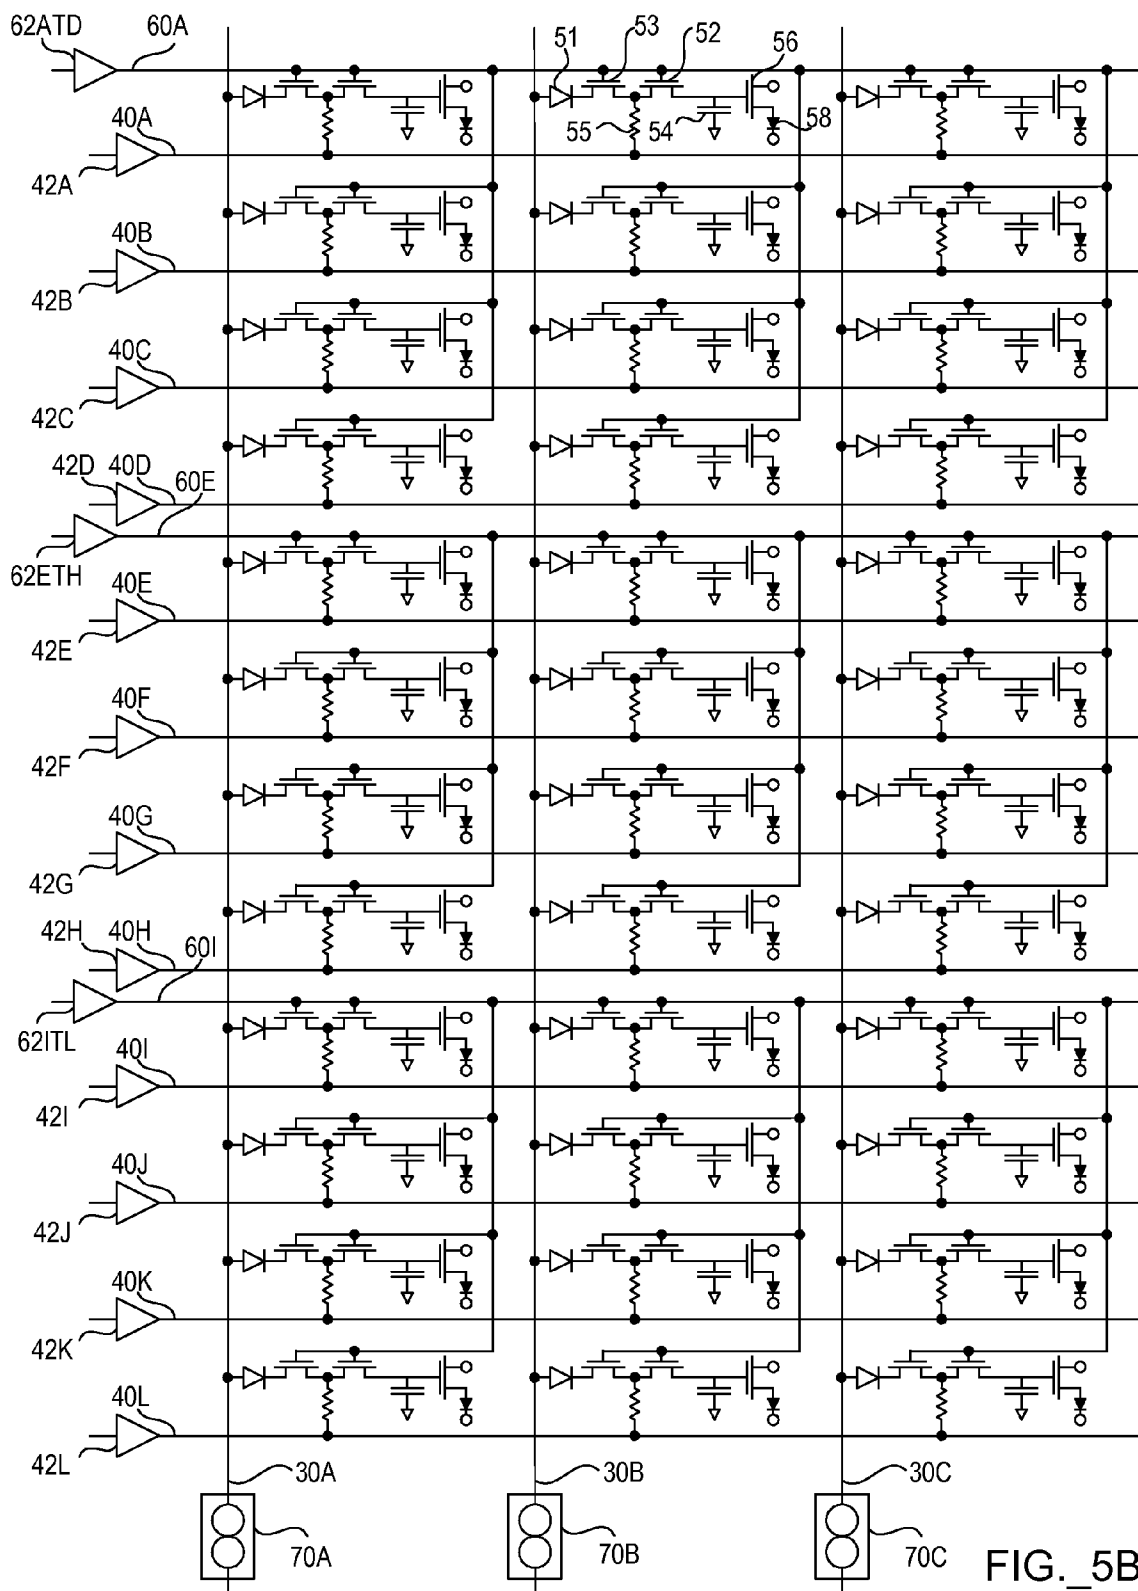 62ATD 60A 51 53 52 56
40A 55 54 58
42A
40B
42B
40C
42C
42D 40D 60E
62ETH 40E
42E
40F
42F
40G
42G
42H 40H 60I
62ITL 40I
42I
40J
42J
40K
42K
40L
42L
30A 30B 30C
70A 70B 70C
FIG._5B